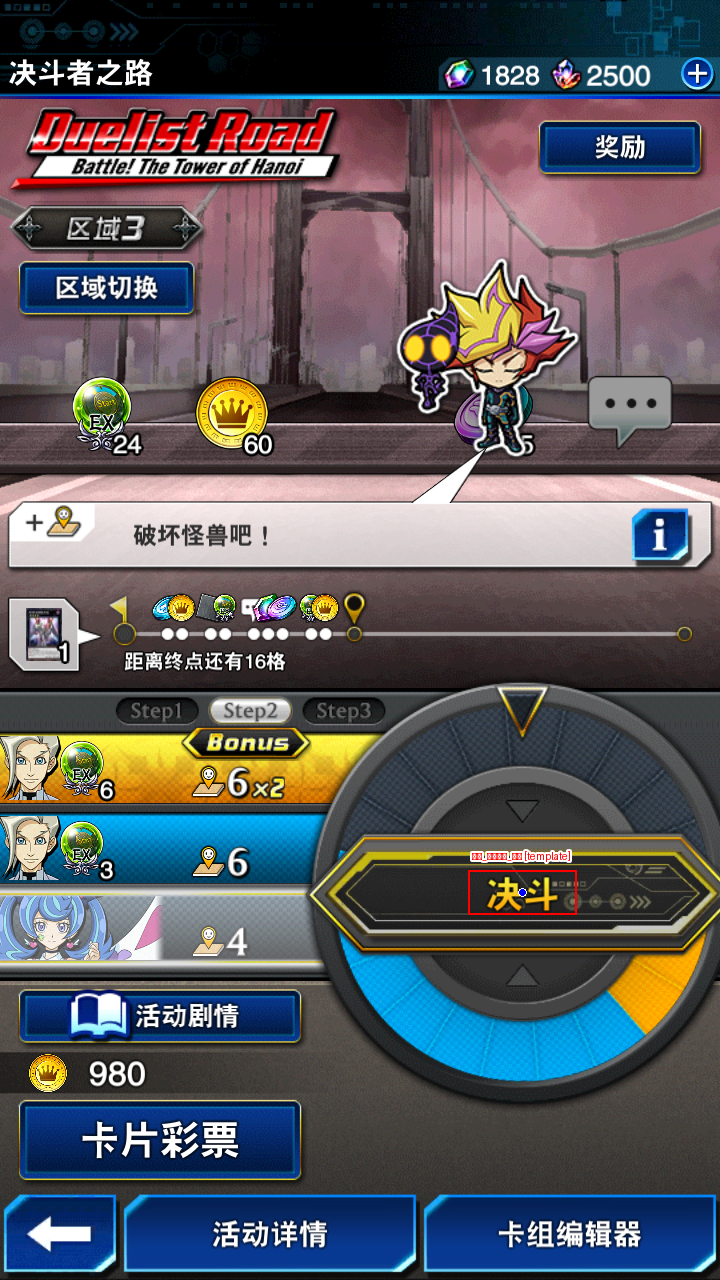 决斗者之路
1828
2500
Duelist Road
Battle! The Tower of Hanoi
奖励
区域3
区域切换
Start
EX
24
60
5
+
破坏怪兽吧！
i
1
距离终点还有16格
Step1
Step2
Step3
Bonus
EX
6
6×2
EX
3
6
4
[template]
决斗
活动剧情
980
卡片彩票
活动详情
卡组编辑器